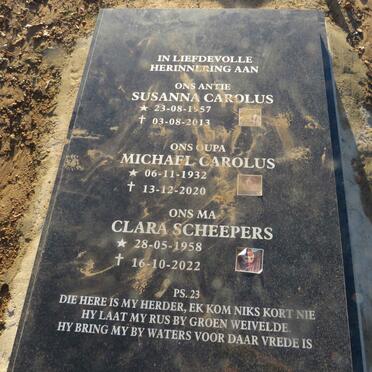 IN LIEFDEVOLLE
HERINNERING AAN
ONS ANTIE
SUSANNA CAROLUS
★ 23-08-1957
✝ 03-08-2013
ONS OUPA
MICHAEL CAROLUS
★ 06-11-1932
✝ 13-12-2020
ONS MA
CLARA SCHEEPERS
★ 28-05-1958
✝ 16-10-2022
PS. 23
DIE HERE IS MY HERDER, EK KOM NIKS KORT NIE
HY LAAT MY RUS BY GROEN WEIVELDE
HY BRING MY BY WATERS VOOR DAAR VREDE IS